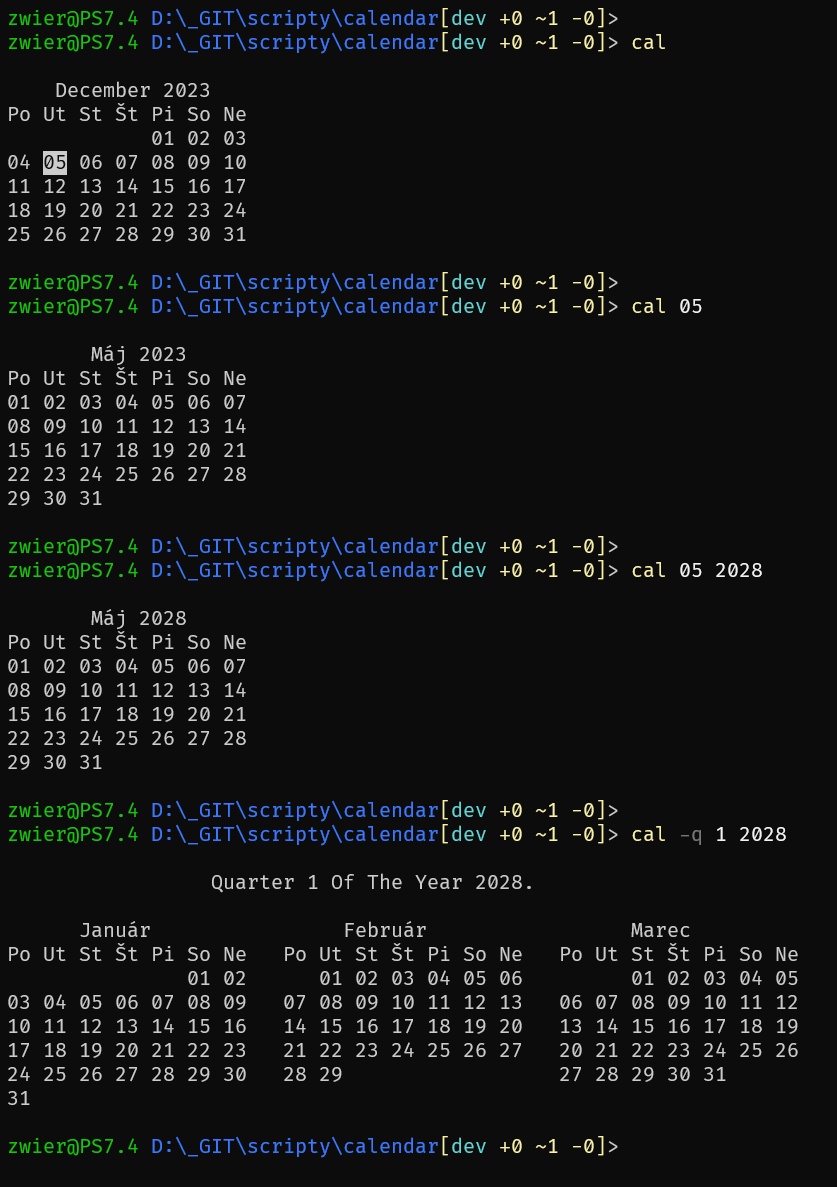 zwier@PS7.4 D:\_GIT\scripty\calendar[dev +0 ~1 -0]>
zwier@PS7.4 D:\_GIT\scripty\calendar[dev +0 ~1 -0]> cal
December 2023
Po Ut St Št Pi So Ne
01 02 03
04 05 06 07 08 09 10
11 12 13 14 15 16 17
18 19 20 21 22 23 24
25 26 27 28 29 30 31
zwier@PS7.4 D:\_GIT\scripty\calendar[dev +0 ~1 -0]>
zwier@PS7.4 D:\_GIT\scripty\calendar[dev +0 ~1 -0]> cal 05
Máj 2023
Po Ut St Št Pi So Ne
01 02 03 04 05 06 07
08 09 10 11 12 13 14
15 16 17 18 19 20 21
22 23 24 25 26 27 28
29 30 31
zwier@PS7.4 D:\_GIT\scripty\calendar[dev +0 ~1 -0]>
zwier@PS7.4 D:\_GIT\scripty\calendar[dev +0 ~1 -0]> cal 05 2028
Máj 2028
Po Ut St Št Pi So Ne
01 02 03 04 05 06 07
08 09 10 11 12 13 14
15 16 17 18 19 20 21
22 23 24 25 26 27 28
29 30 31
zwier@PS7.4 D:\_GIT\scripty\calendar[dev +0 ~1 -0]>
zwier@PS7.4 D:\_GIT\scripty\calendar[dev +0 ~1 -0]> cal -q 1 2028
Quarter 1 Of The Year 2028.
Január Február Marec
Po Ut St Št Pi So Ne Po Ut St Št Pi So Ne Po Ut St Št Pi So Ne
01 02 01 02 03 04 05 06 01 02 03 04 05
03 04 05 06 07 08 09 07 08 09 10 11 12 13 06 07 08 09 10 11 12
10 11 12 13 14 15 16 14 15 16 17 18 19 20 13 14 15 16 17 18 19
17 18 19 20 21 22 23 21 22 23 24 25 26 27 20 21 22 23 24 25 26
24 25 26 27 28 29 30 28 29 27 28 29 30 31
31
zwier@PS7.4 D:\_GIT\scripty\calendar[dev +0 ~1 -0]>